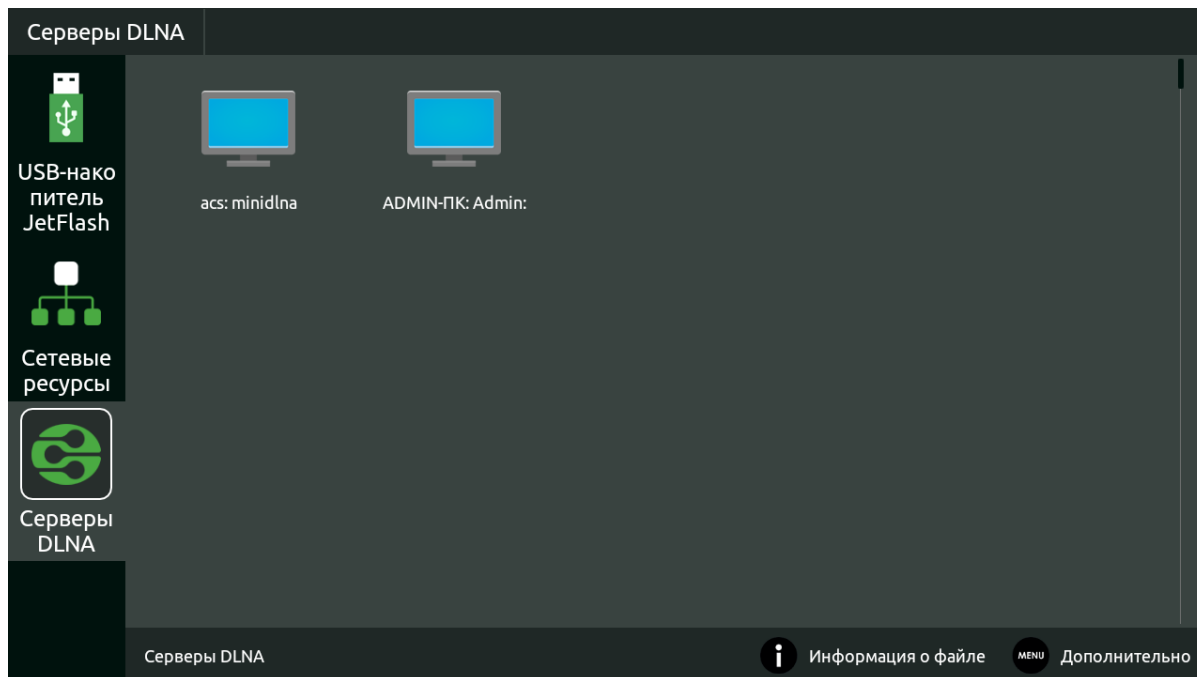 Серверы DLNA
USB-нако
питель
JetFlash
Сетевые
ресурсы
Серверы
DLNA
acs: minidlna
ADMIN-ПК: Admin:
Серверы DLNA
i Информация о файле
MENU Дополнительно